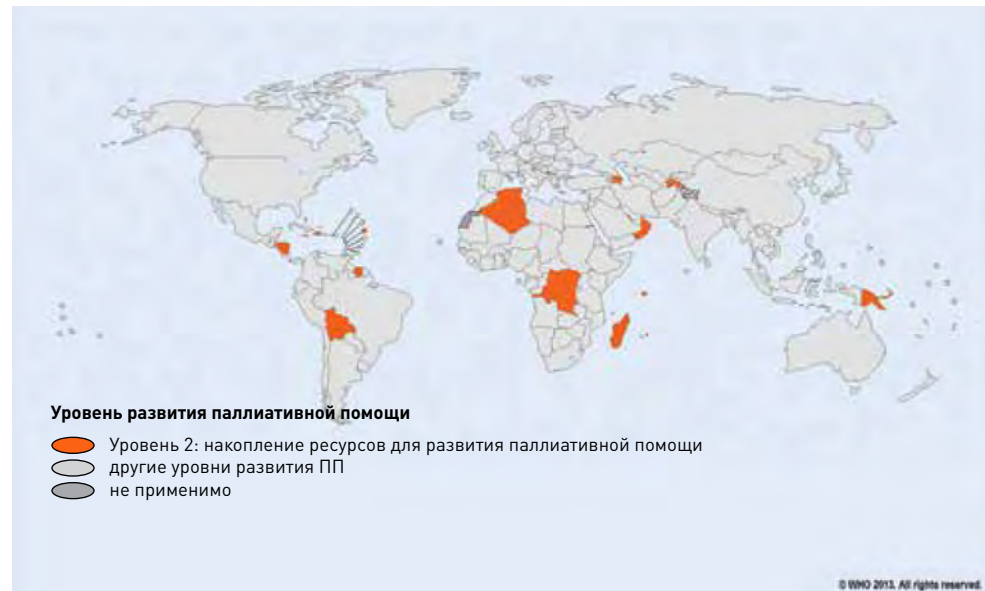 Уровень развития паллиативной помощи
Уровень 2: накопление ресурсов для развития паллиативной помощи
другие уровни развития ПП
не применимо
© WHO 2013. All rights reserved.